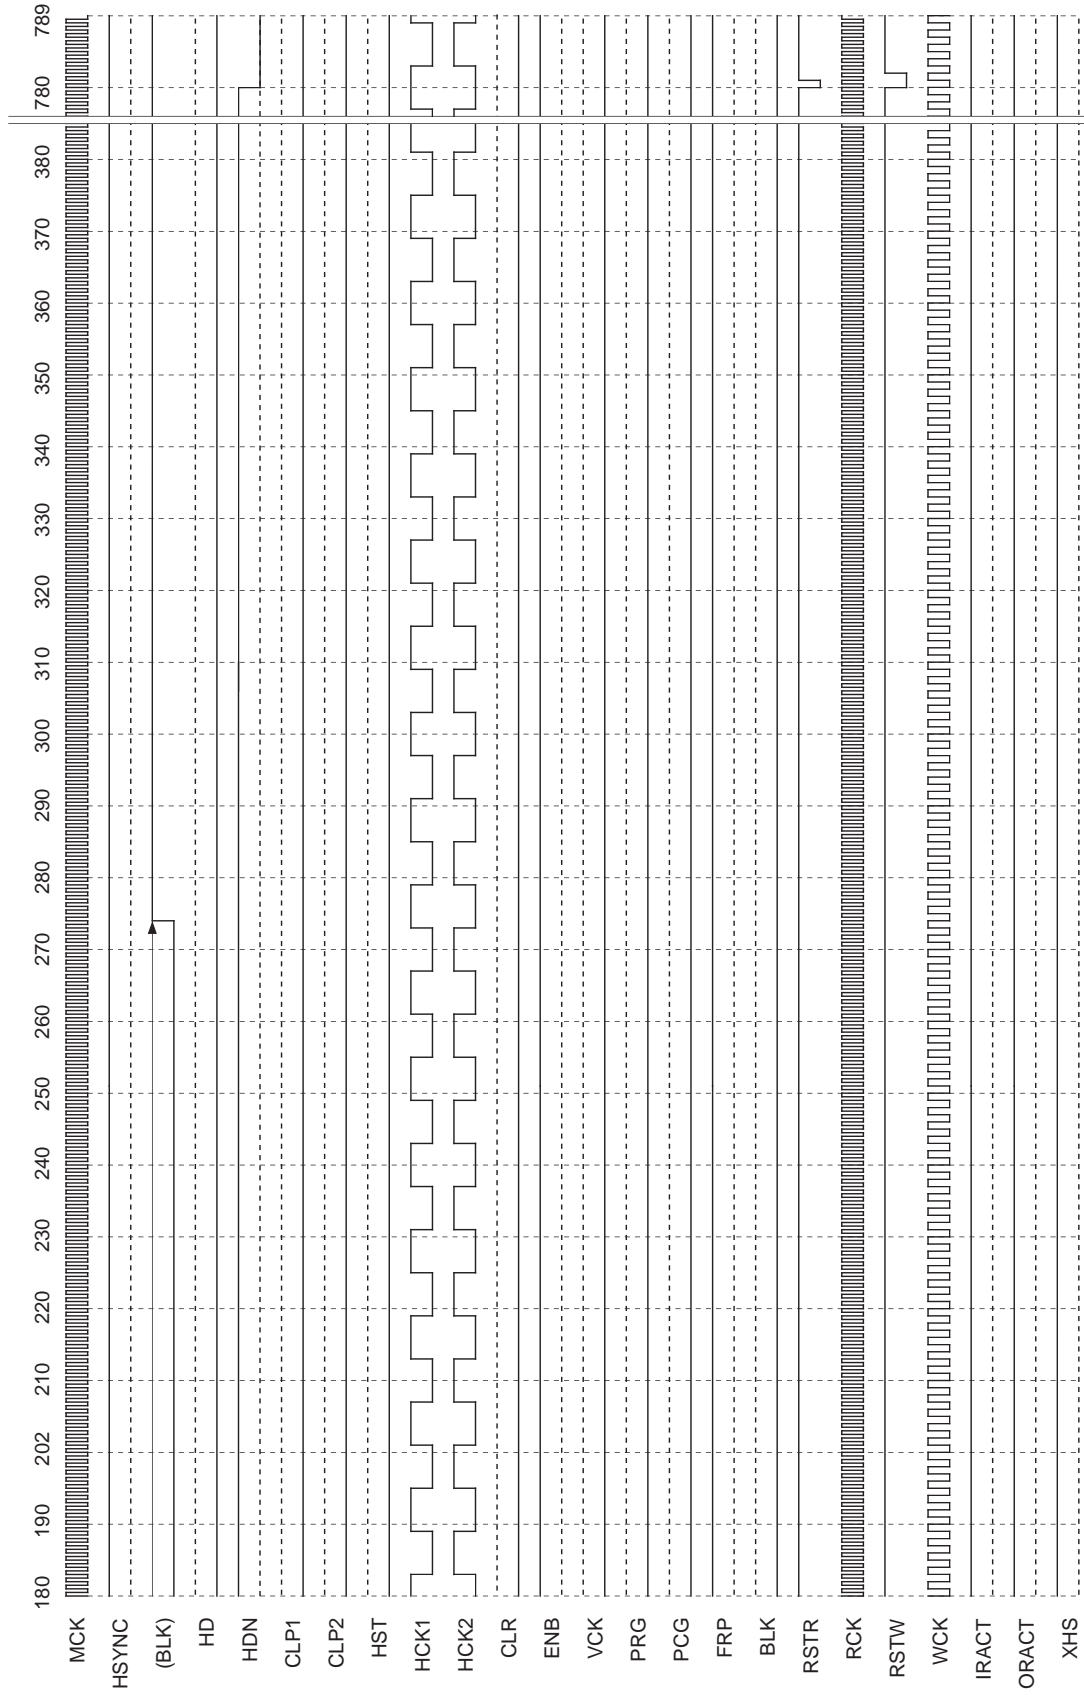 MCK
HSYNC
(BLK)
HD
HDN
CLP1
CLP2
HST
HCK1
HCK2
CLR
ENB
VCK
PRG
PCG
FRP
BLK
RSTR
RCK
RSTW
WCK
IRACT
ORACT
XHS
180 190 202 210 220 230 240 250 260 270 280 290 300 310 320 330 340 350 360 370 380 780 789